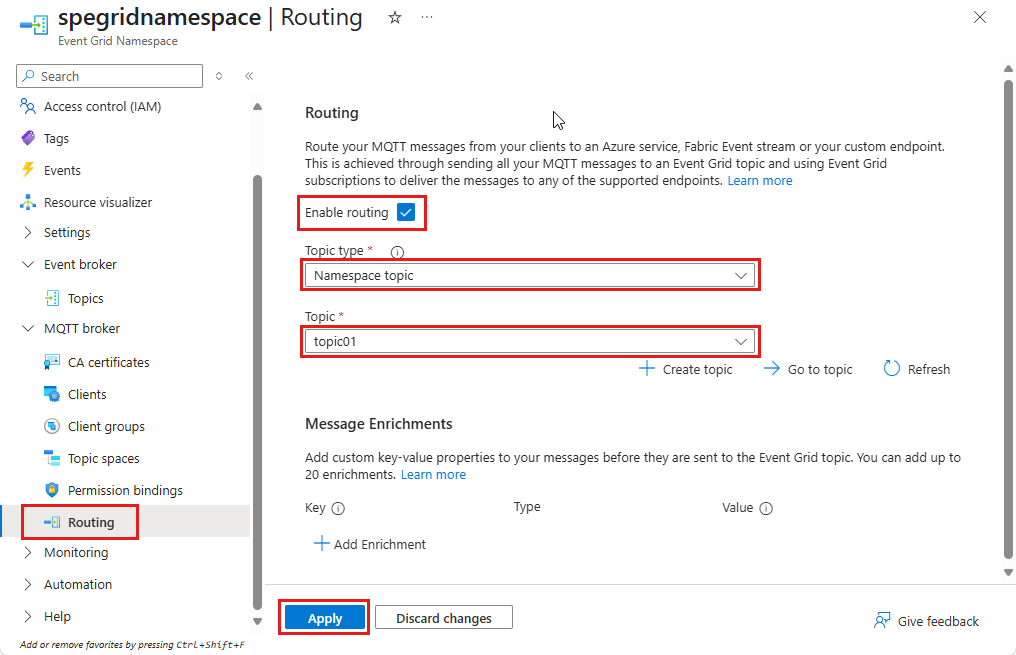 spegridnamespace | Routing
Event Grid Namespace
Search
Access control (IAM)
Tags
Events
Resource visualizer
Settings
Event broker
Topics
MQTT broker
CA certificates
Clients
Client groups
Topic spaces
Permission bindings
Routing
Monitoring
Automation
Help
Add or remove favorites by pressing Ctrl+Shift+F
Routing
Route your MQTT messages from your clients to an Azure service, Fabric Event stream or your custom endpoint.
This is achieved through sending all your MQTT messages to an Event Grid topic and using Event Grid
subscriptions to deliver the messages to any of the supported endpoints. Learn more
Enable routing
Topic type *
Namespace topic
Topic *
topic01
Create topic
Go to topic
Refresh
Message Enrichments
Add custom key-value properties to your messages before they are sent to the Event Grid topic. You can add up to
20 enrichments. Learn more
Key Type Value
Add Enrichment
Apply
Discard changes
Give feedback